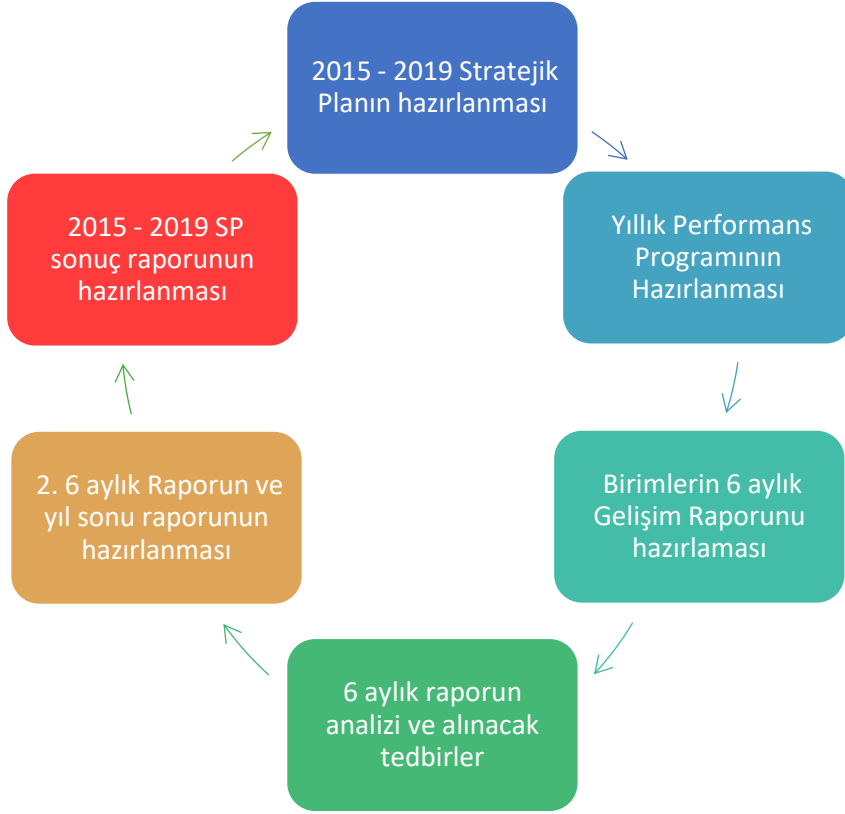 2015 - 2019 Stratejik
Planın hazırlanması
Yıllık Performans
Programının
Hazırlanması
Birimlerin 6 aylık
Gelişim Raporunu
hazırlaması
6 aylık raporun
analizi ve alınacak
tedbirler
2. 6 aylık Raporun ve
yıl sonu raporunun
hazırlanması
2015 - 2019 SP
sonuç raporunun
hazırlanması